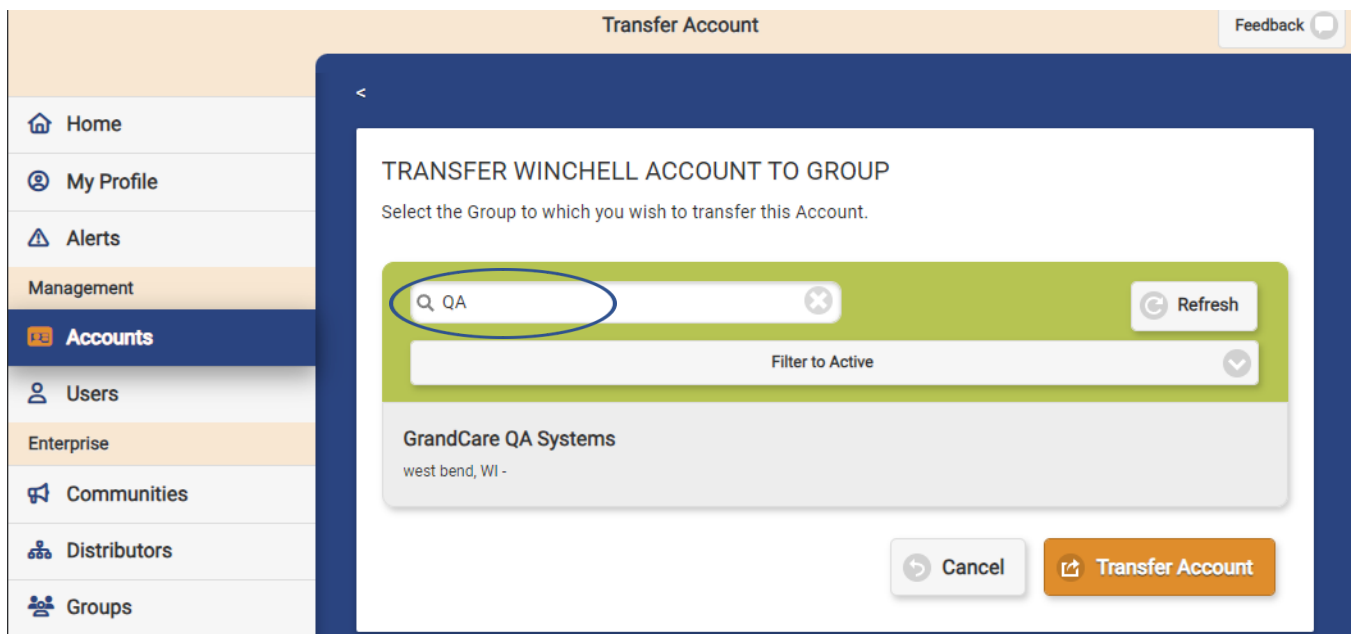 Transfer Account
Feedback
Home
My Profile
Alerts
Management
Accounts
Users
Enterprise
Communities
Distributors
Groups
<
TRANSFER WINCHELL ACCOUNT TO GROUP
Select the Group to which you wish to transfer this Account.
QA
Refresh
Filter to Active
GrandCare QA Systems
west bend, WI -
Cancel
Transfer Account